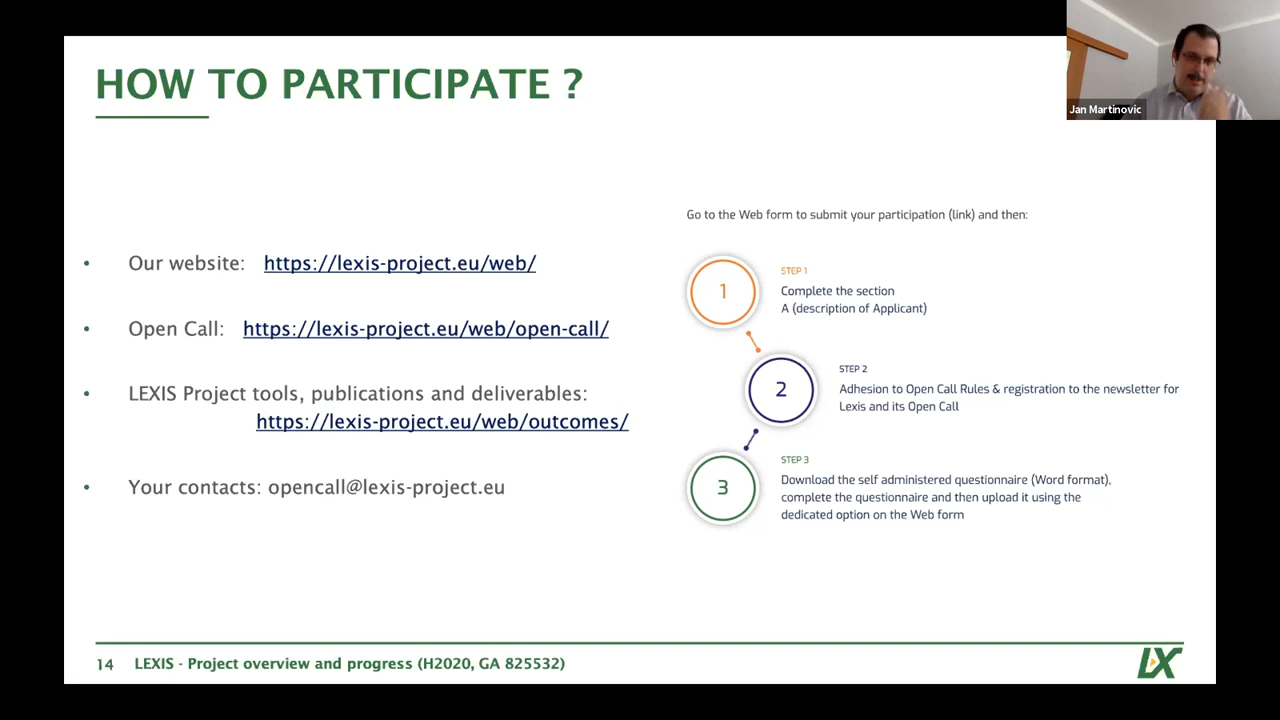 HOW TO PARTICIPATE ?
Jan Martinovic
• Our website: https://lexis-project.eu/web/
• Open Call: https://lexis-project.eu/web/open-call/
• LEXIS Project tools, publications and deliverables:
https://lexis-project.eu/web/outcomes/
• Your contacts: opencall@lexis-project.eu
Go to the Web form to submit your participation (link) and then:
1
STEP 1
Complete the section
A (description of Applicant)
2
STEP 2
Adhesion to Open Call Rules & registration to the newsletter for
Lexis and its Open Call
3
STEP 3
Download the self administered questionnaire (Word format),
complete the questionnaire and then upload it using the
dedicated option on the Web form
14 LEXIS - Project overview and progress (H2020, GA 825532)
LX